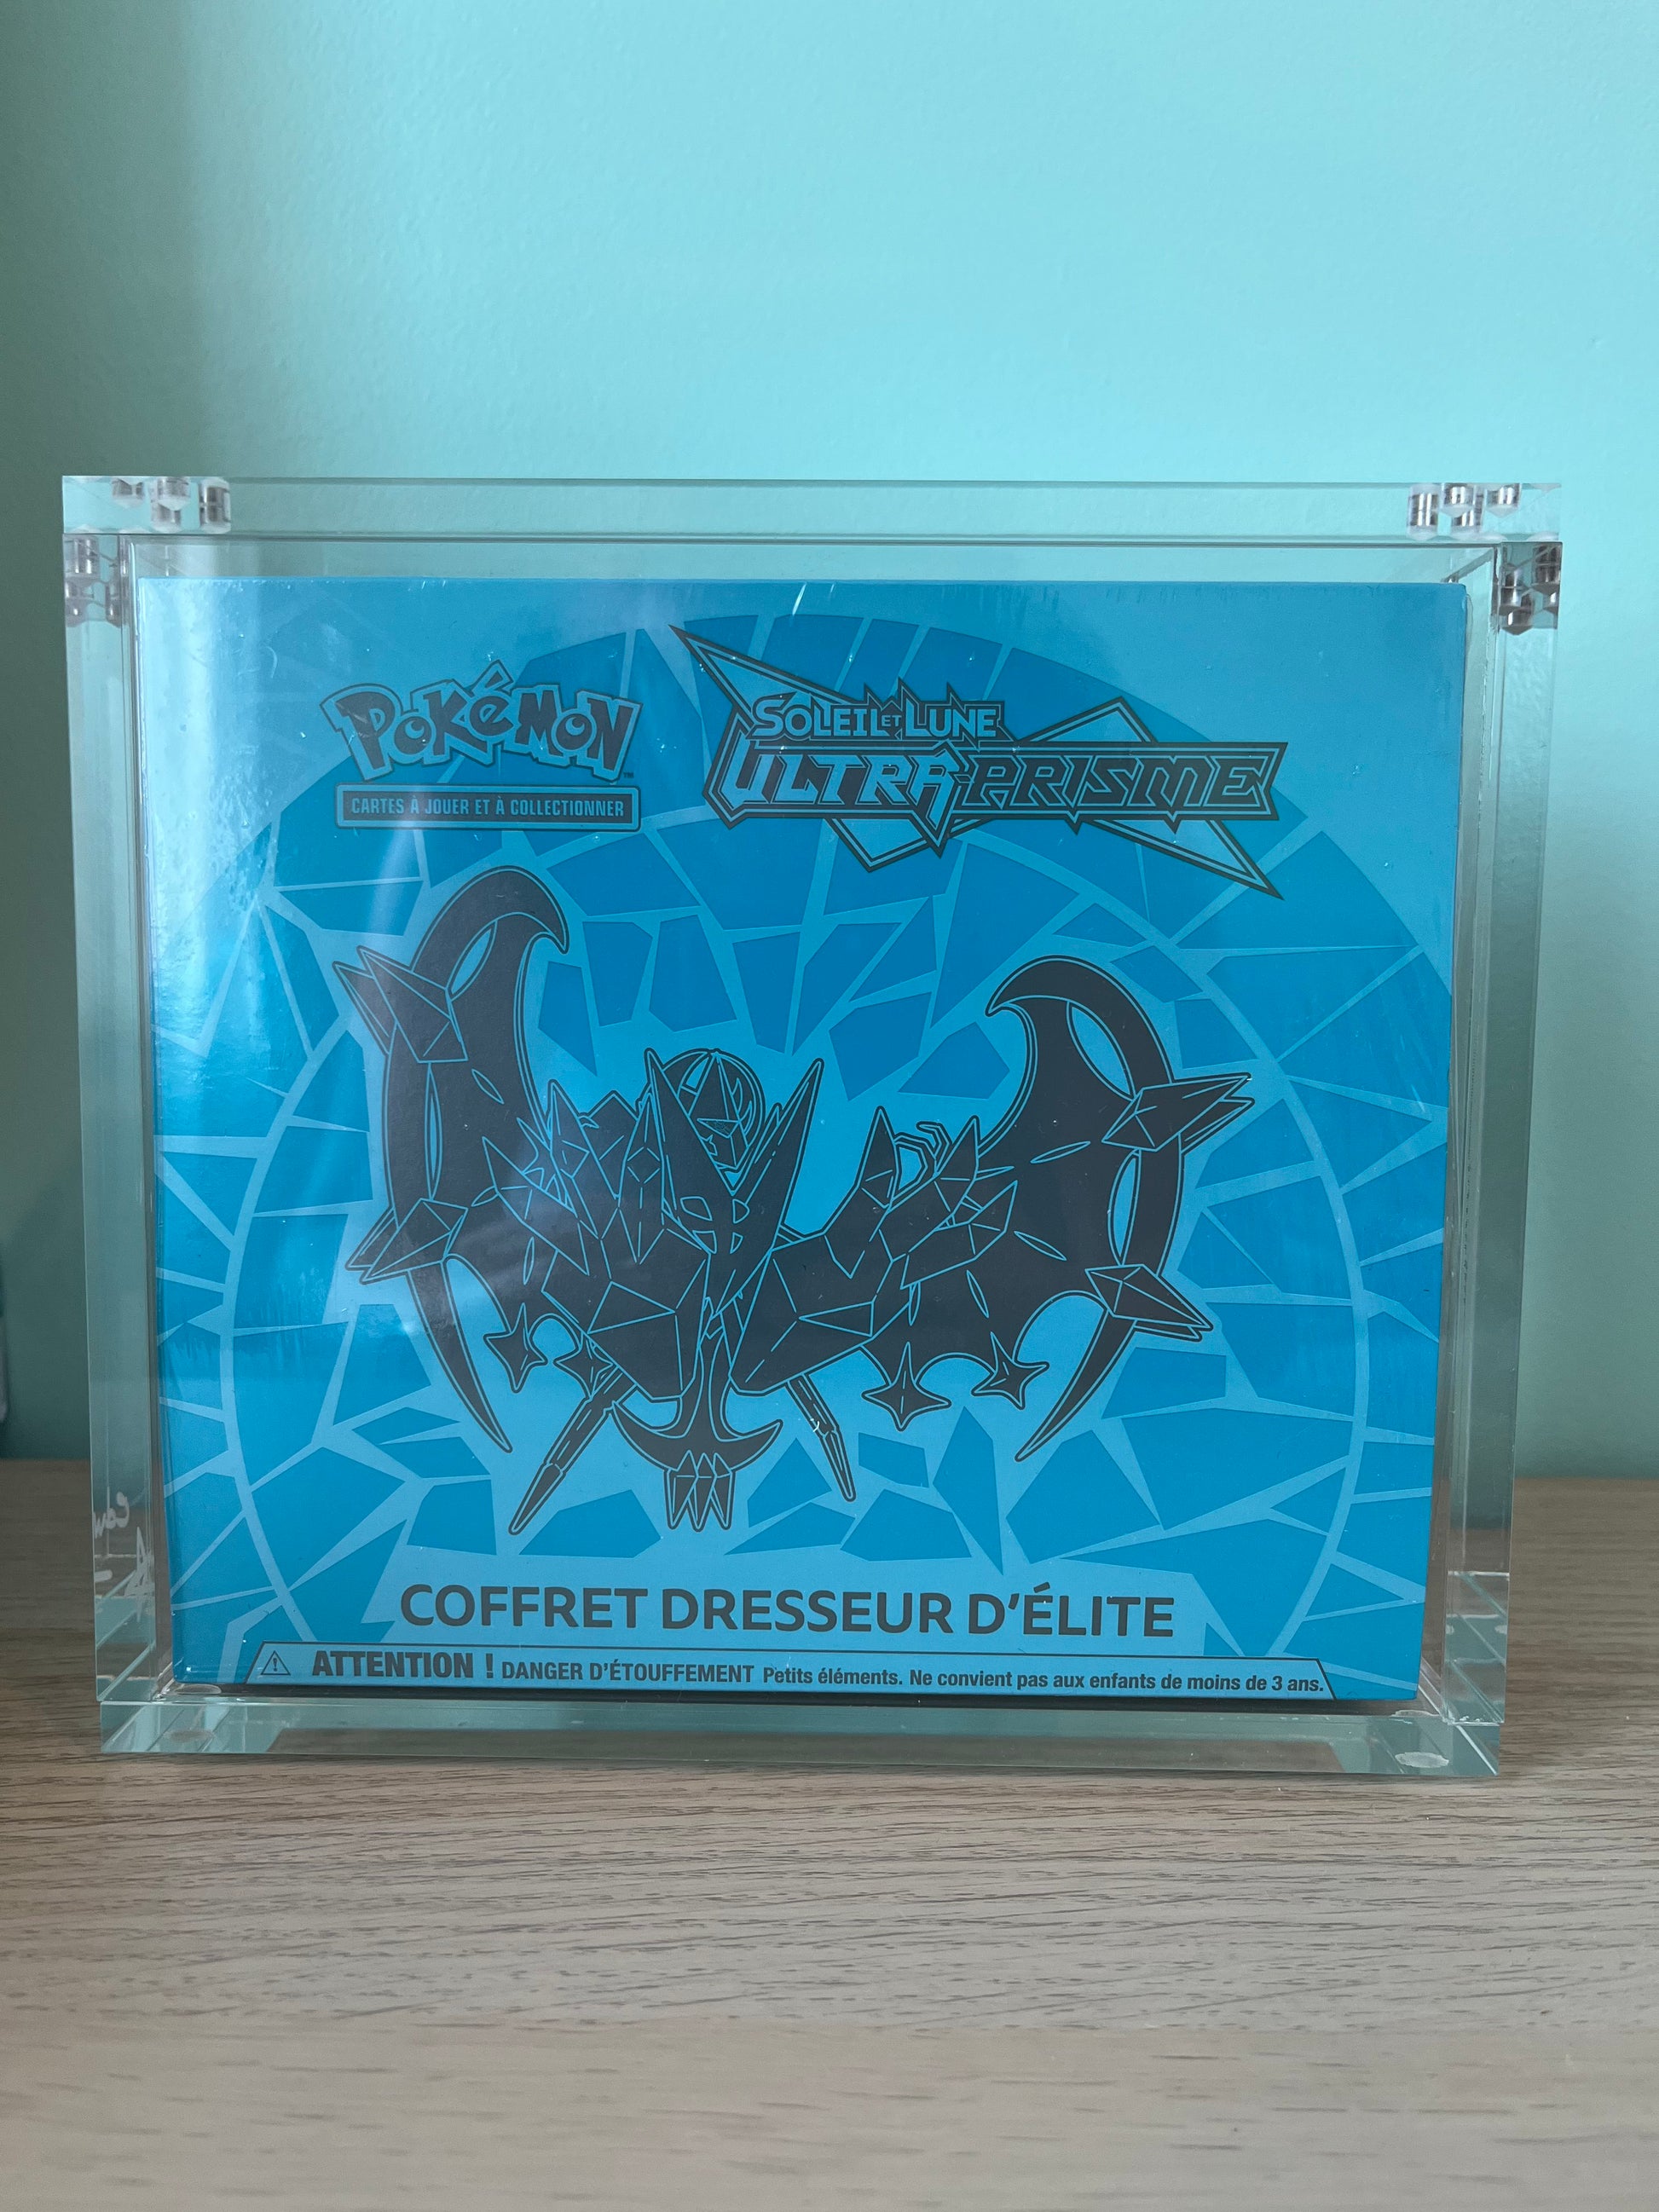 POKÉMON
CARTES À JOUER ET À COLLECTIONNER
SOLEIL ET LUNE
ULTRA-PRISME
COFFRET DRESSEUR D'ÉLITE
ATTENTION ! DANGER D'ÉTOUFFEMENT Petits éléments. Ne convient pas aux enfants de moins de 3 ans.